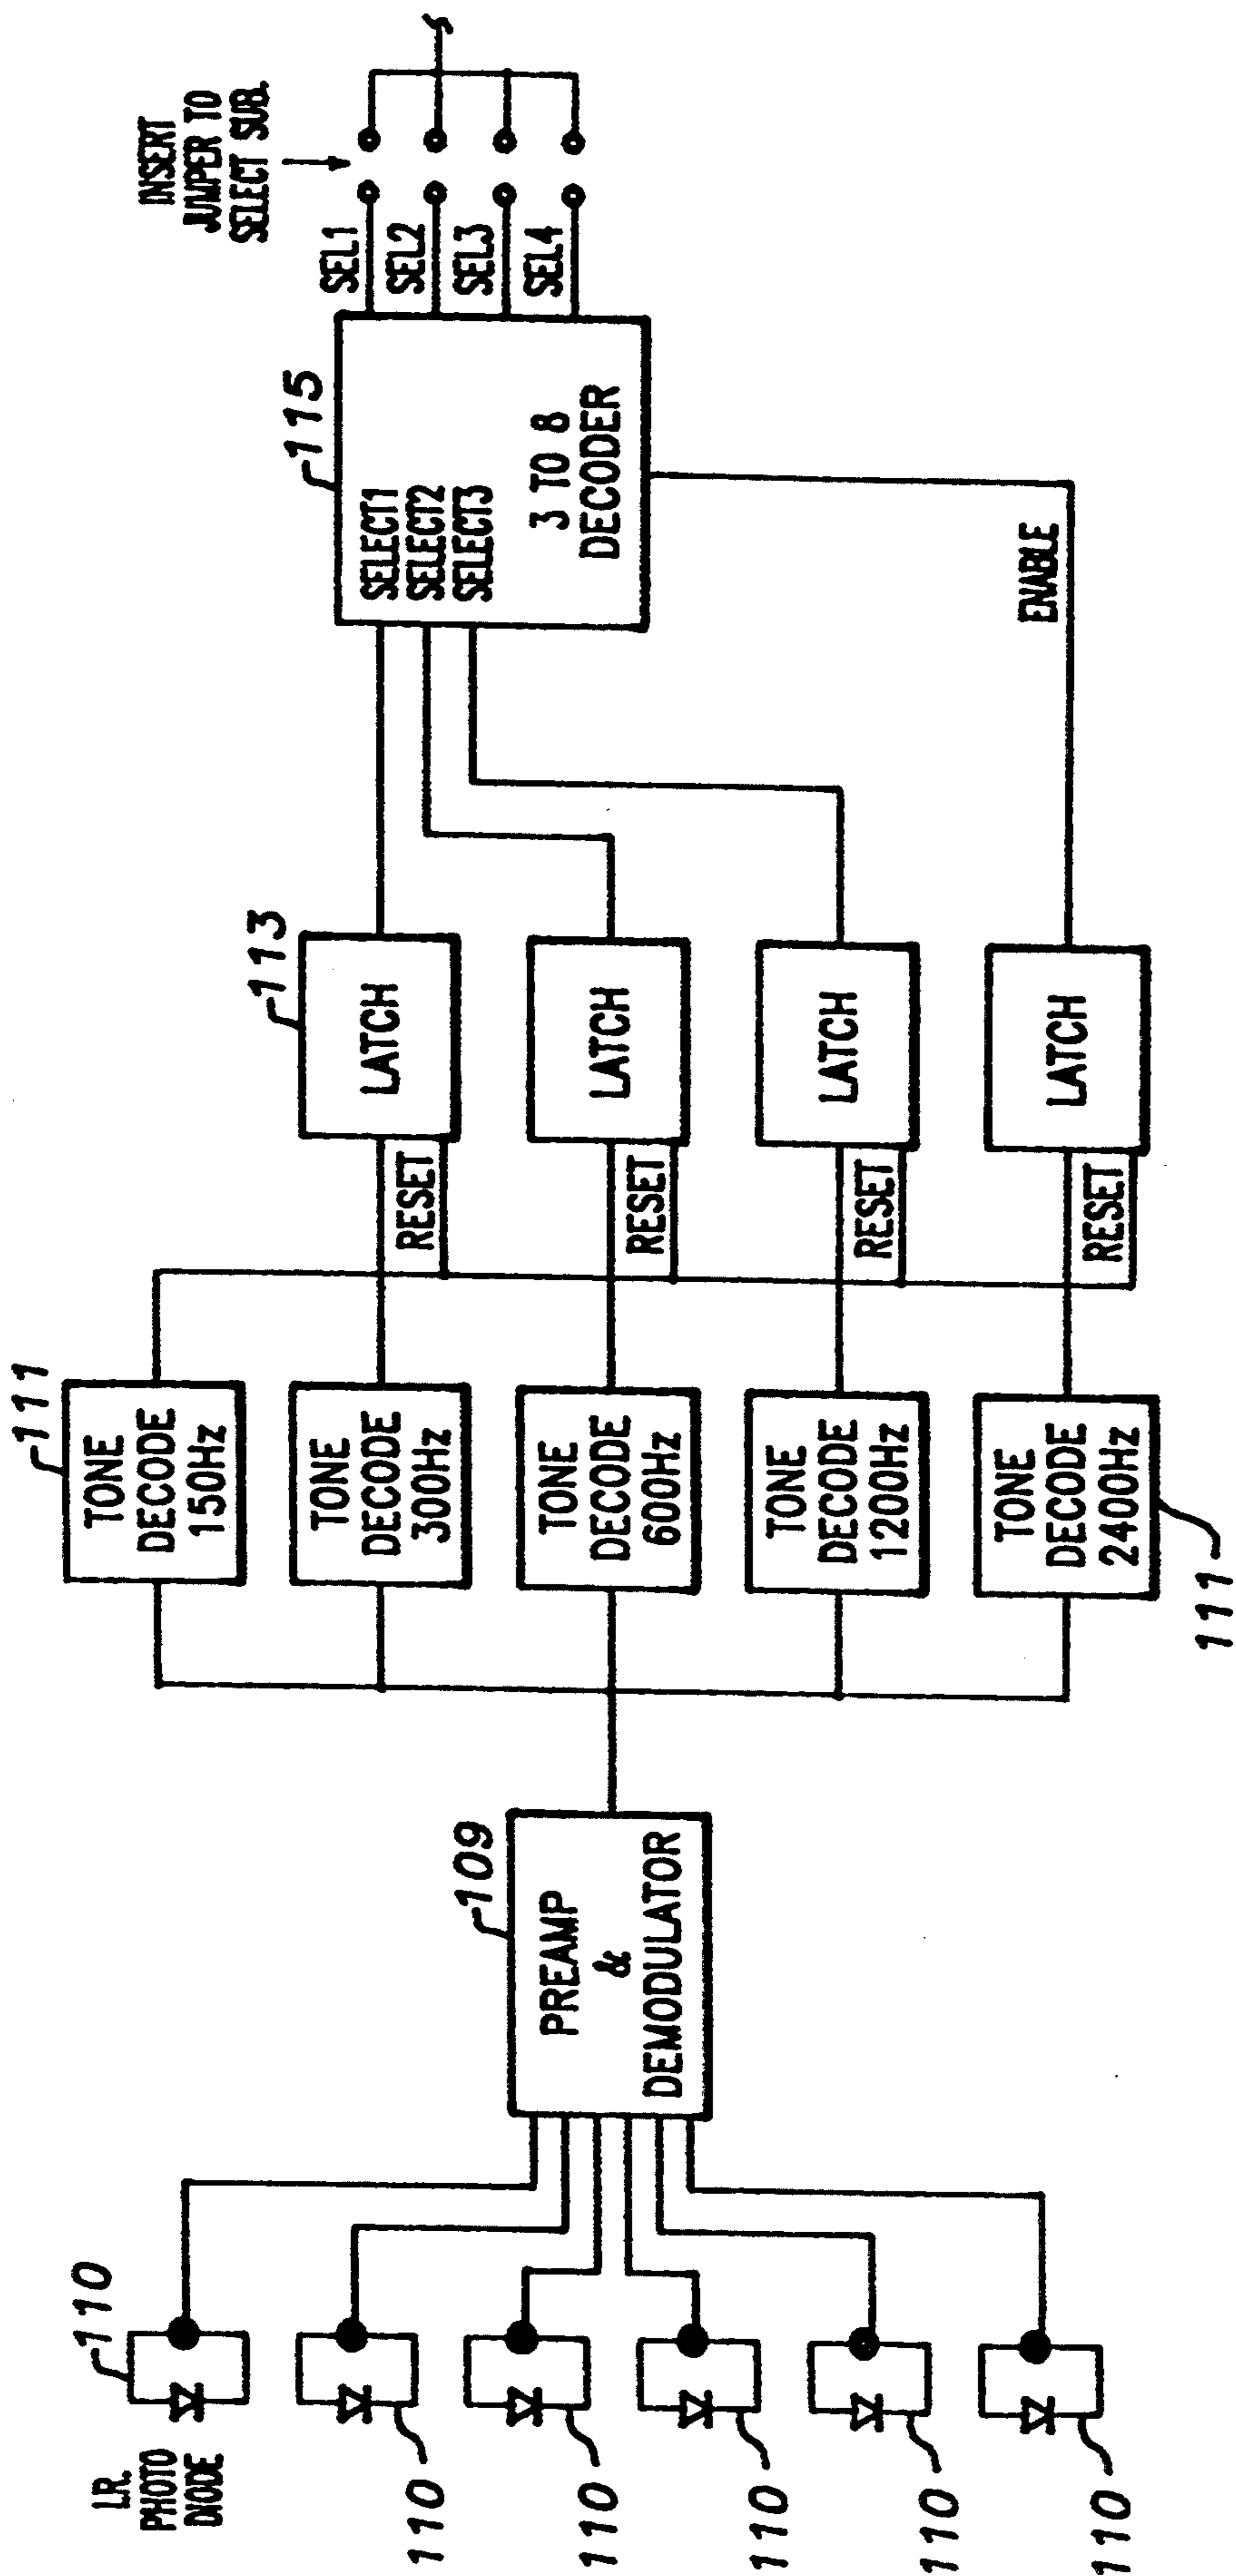 I.R.
PHOTO
DIODE
110
110
110
110
110
110
109
PREAMP
&
DEMODULATOR
111
TONE
DECODE
150Hz
TONE
DECODE
300Hz
TONE
DECODE
600Hz
TONE
DECODE
1200Hz
TONE
DECODE
2400Hz
111
RESET
RESET
RESET
RESET
113
LATCH
LATCH
LATCH
LATCH
115
SELECT1
SELECT2
SELECT3
3 TO 8
DECODER
ENABLE
SEL1
SEL2
SEL3
SEL4
INSERT
JUMPER TO
SELECT SUB.